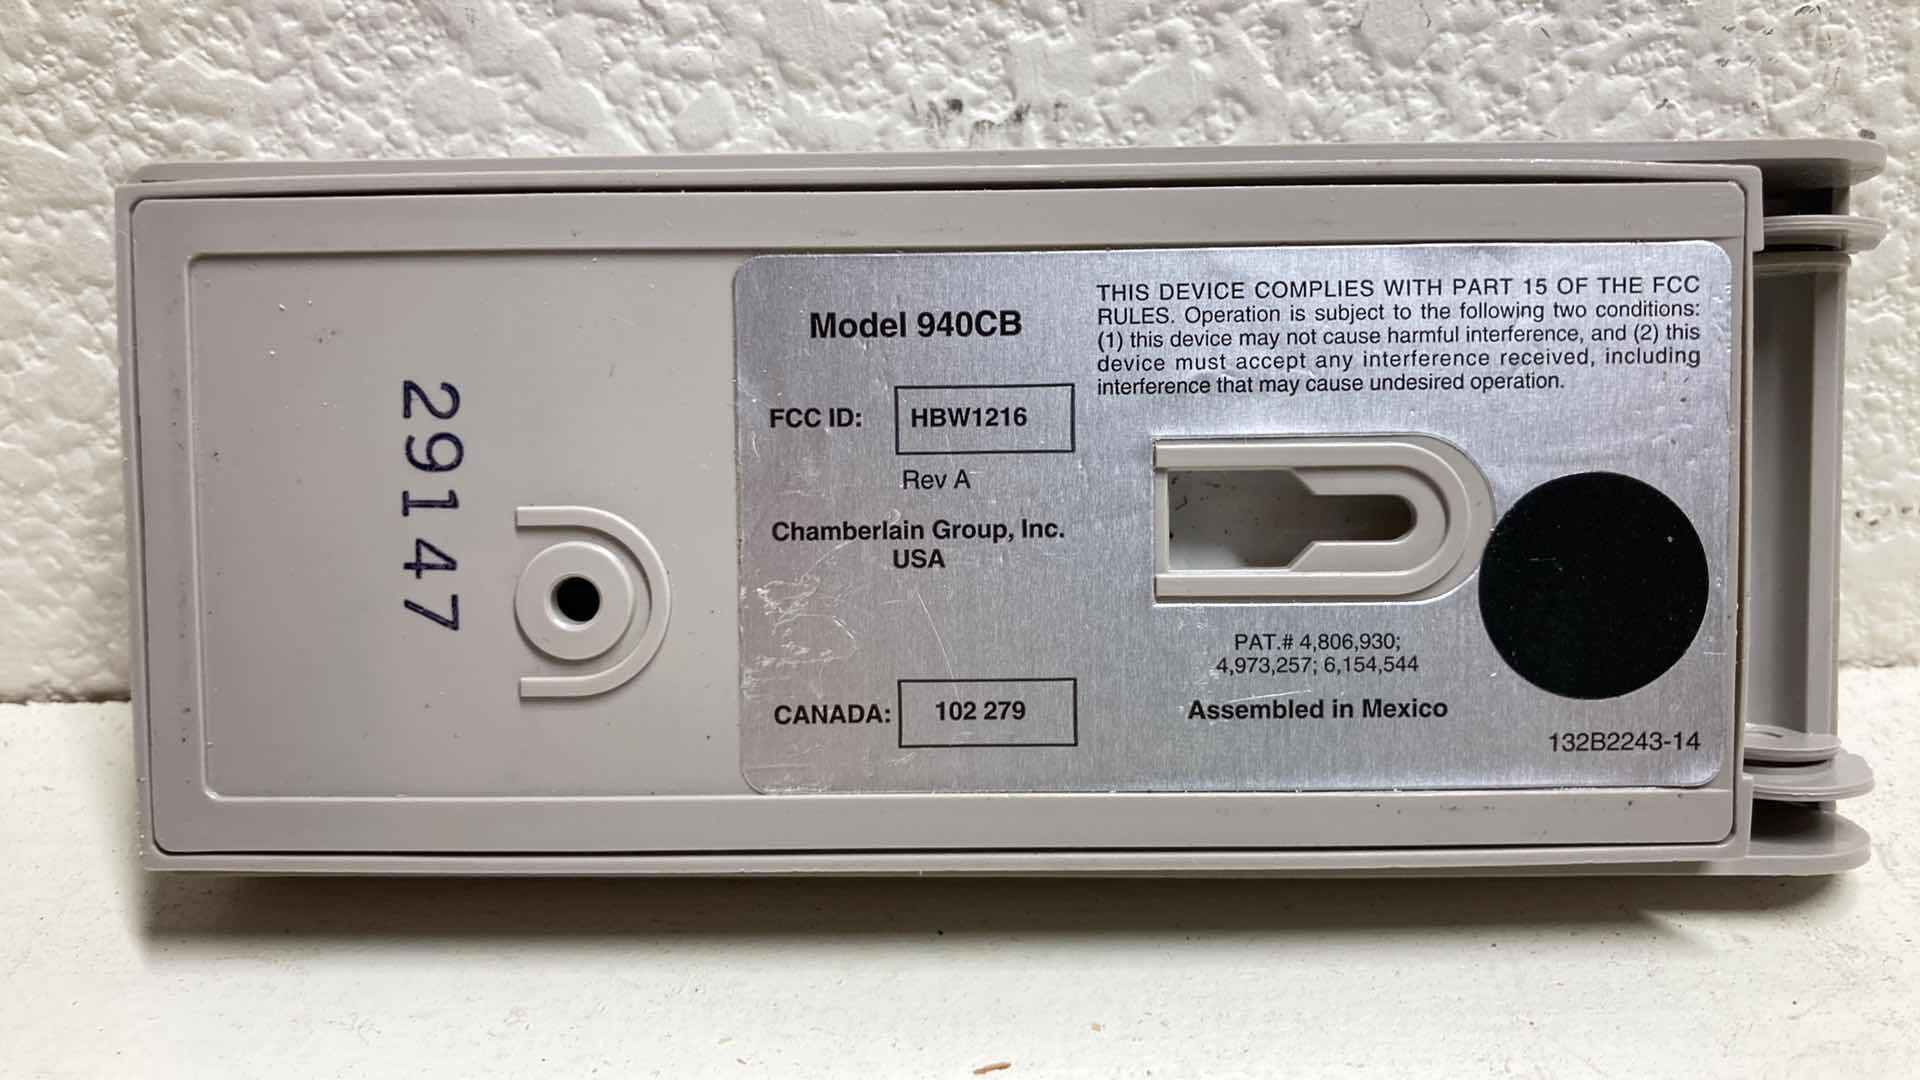 29147
Model 940CB
FCC ID: HBW1216
Rev A
Chamberlain Group, Inc.
USA
CANADA: 102 279
THIS DEVICE COMPLIES WITH PART 15 OF THE FCC
RULES. Operation is subject to the following two conditions:
(1) this device may not cause harmful interference, and (2) this
device must accept any interference received, including
interference that may cause undesired operation.
PAT.# 4,806,930;
4,973,257; 6,154,544
Assembled in Mexico
132B2243-14